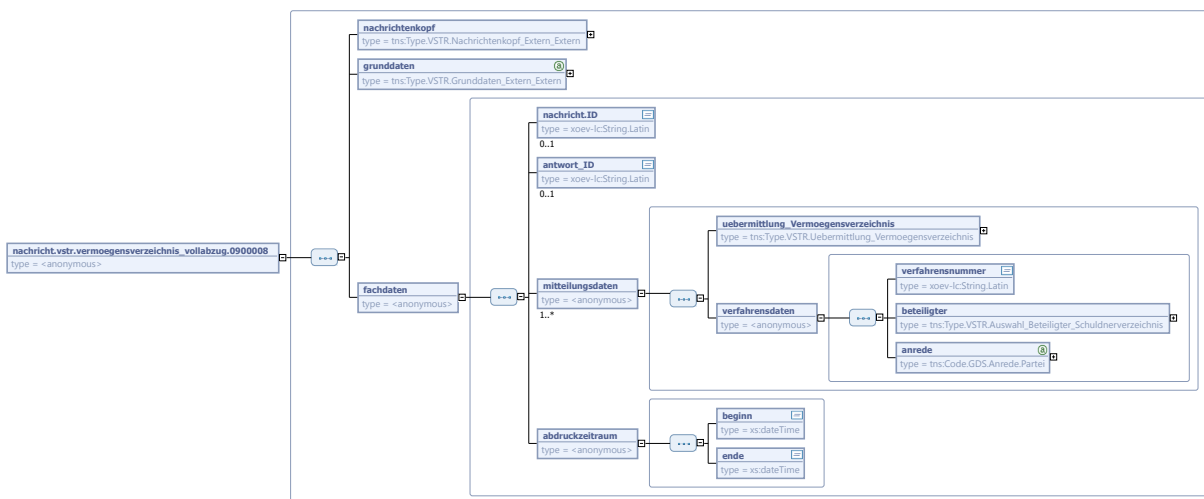 nachrichtenkopf
type = tns:Type.VSTR.Nachrichtenkopf_Extern_Extern
grunddaten
type = tns:Type.VSTR.Grunddaten_Extern_Extern
nachricht.ID
type = xoev-lc:String.Latin
0..1
antwort_ID
type = xoev-lc:String.Latin
0..1
nachricht.vstr.vermoegensverzeichnis_vollabzug.0900008
type = <anonymous>
uebermittlung_Vermoegensverzeichnis
type = tns:Type.VSTR.Uebermittlung_Vermoegensverzeichnis
fachdaten
type = <anonymous>
mitteilungsdaten
type = <anonymous>
1..*
verfahrensdaten
type = <anonymous>
verfahrensnummer
type = xoev-lc:String.Latin
beteiligter
type = tns:Type.VSTR.Auswahl_Beteiligter_Schuldnerverzeichnis
anrede
type = tns:Code.GDS.Anrede.Partei
abdruckzeitraum
type = <anonymous>
beginn
type = xs:dateTime
ende
type = xs:dateTime